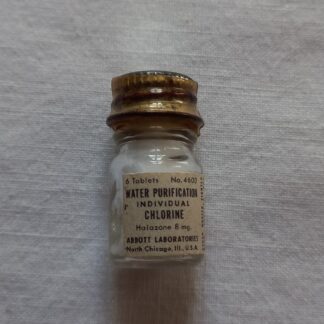 6 Tablets No. 4602
WATER PURIFICATION
INDIVIDUAL
CHLORINE
Halazone 8 mg.
ABBOTT LABORATORIES
North Chicago, Ill., U.S.A.